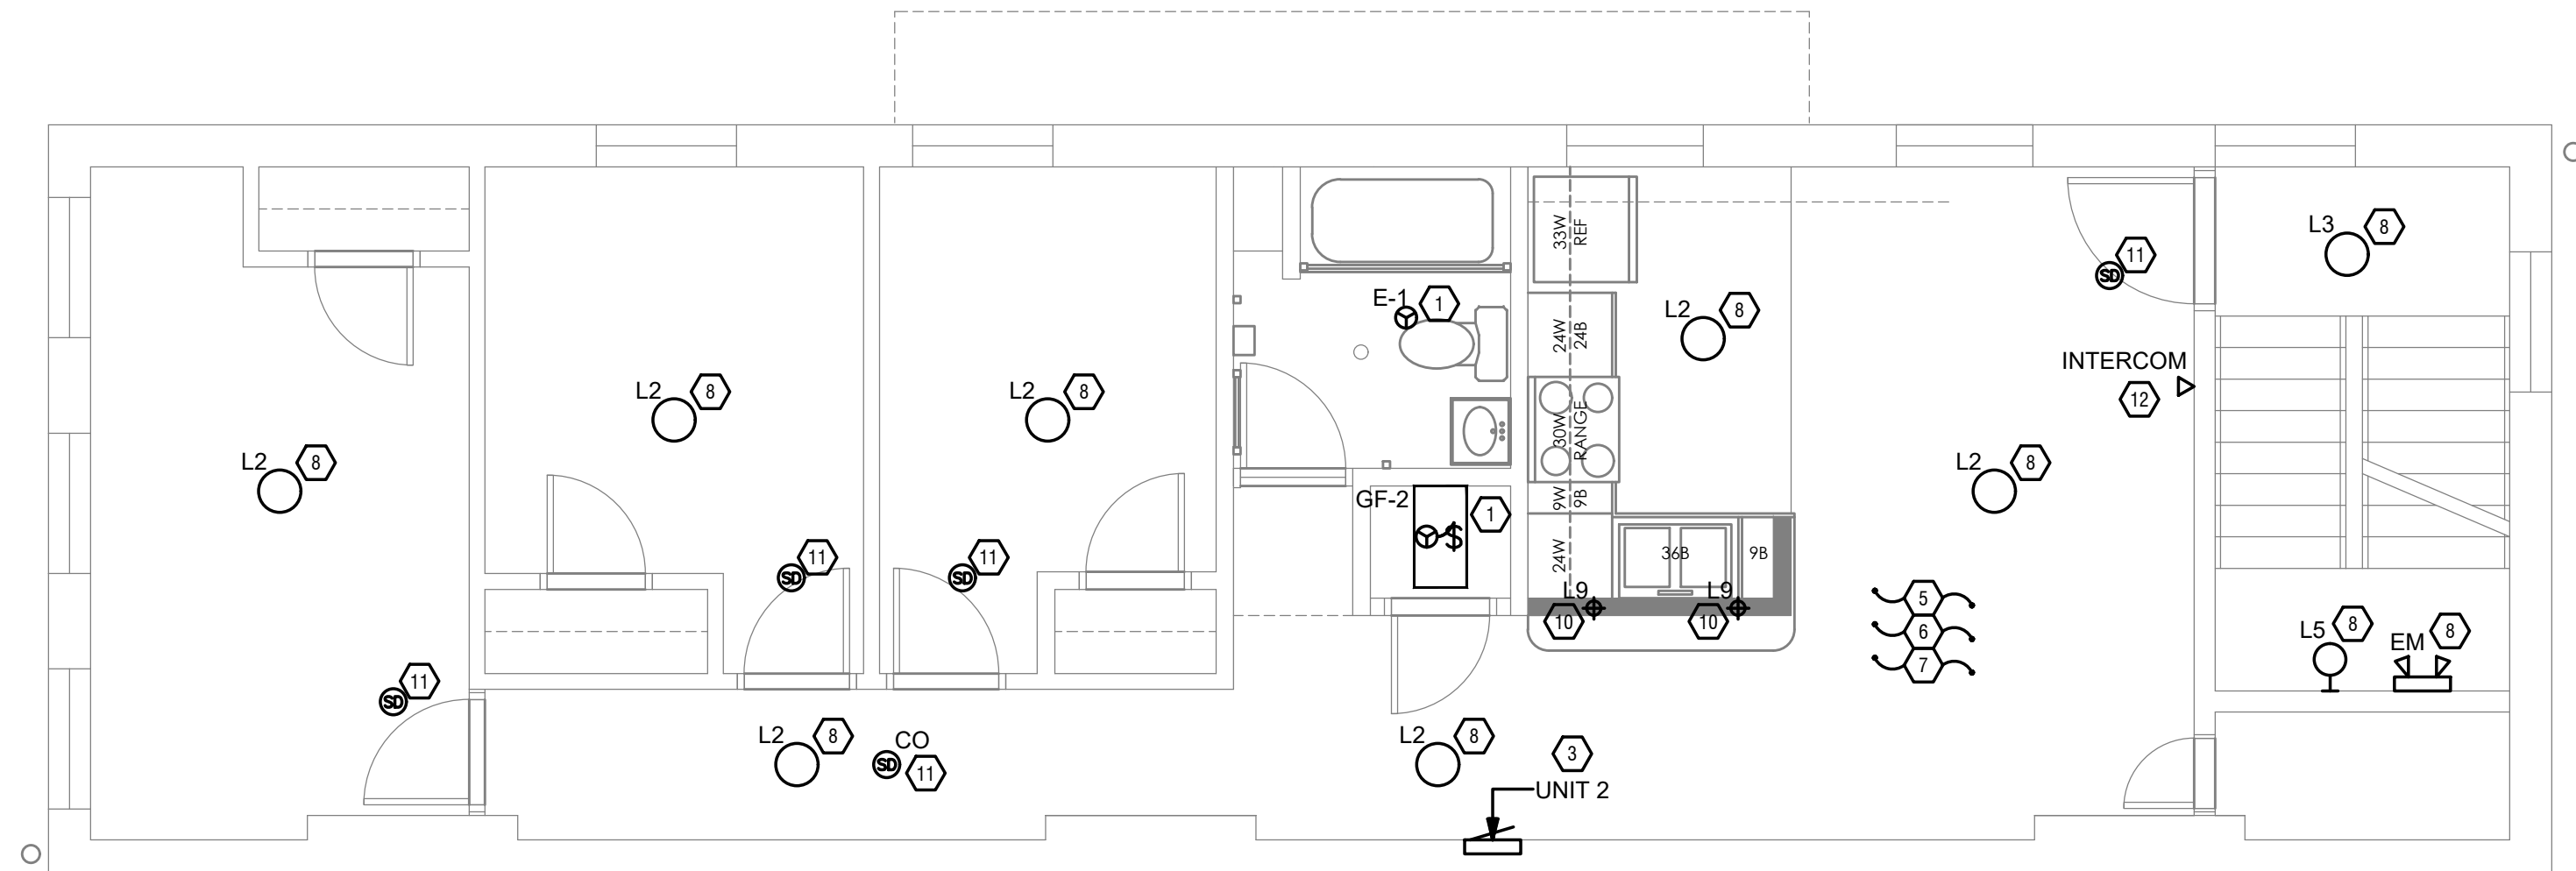 L3
8
33W
REF
11
SD
E-1
1
L2
8
24W
24B
INTERCOM
12
L2
8
L2
8
L2
8
30W
RANGE
L2
8
GF-2
$
1
9W
9B
11
SD
11
SD
24W
36B
9B
L9
10
L9
10
5
6
7
L5
8
EM
8
11
SD
L2
8
CO
SD
11
L2
8
3
UNIT 2